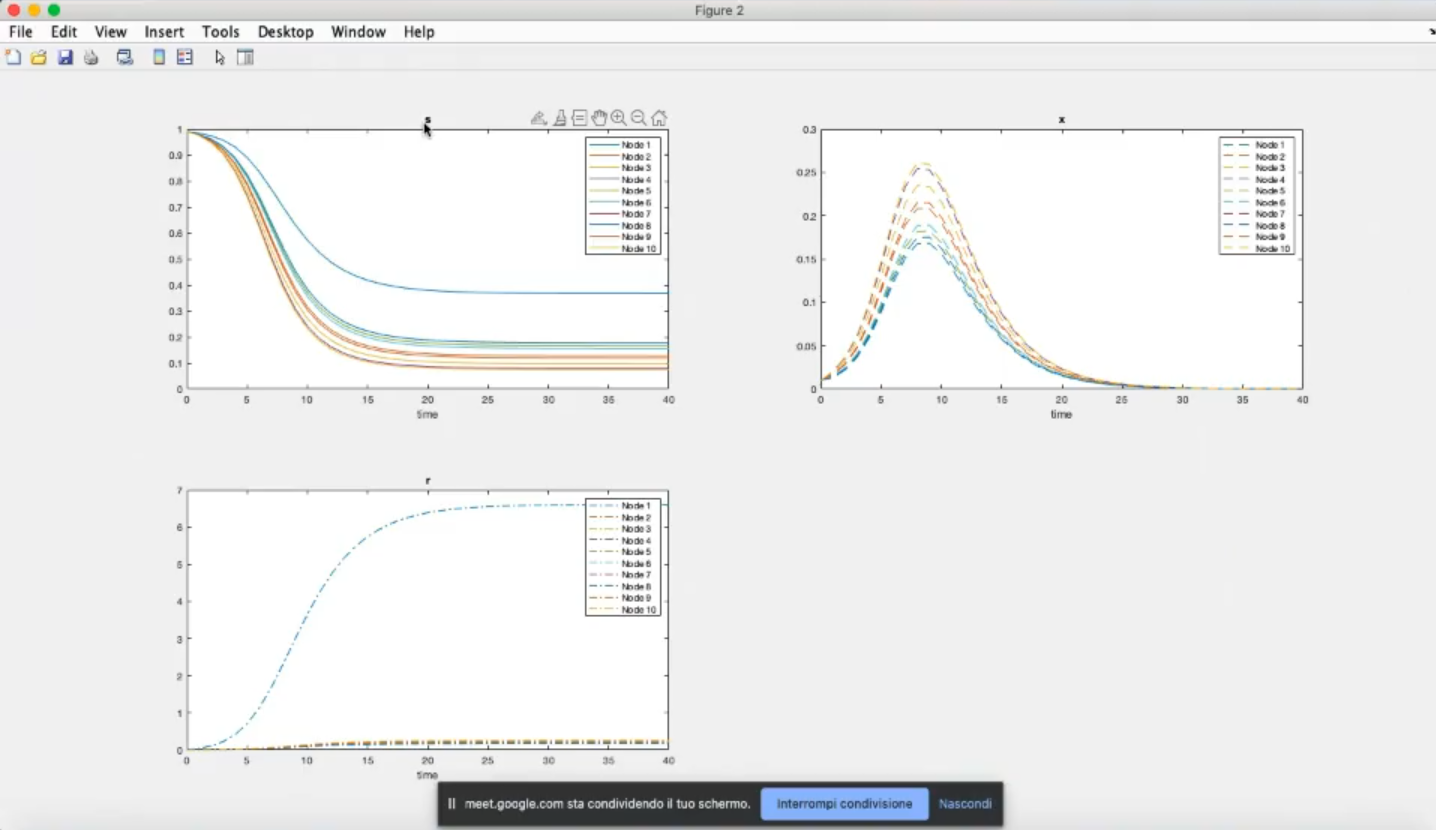 Figure 2
File Edit View Insert Tools Desktop Window Help
s
1
0.9
0.8
0.7
0.6
0.5
0.4
0.3
0.2
0.1
0
0 5 10 15 20 25 30 35 40
time
Node 1
Node 2
Node 3
Node 4
Node 5
Node 6
Node 7
Node 8
Node 9
Node 10
x
0.3
0.25
0.2
0.15
0.1
0.05
0
0 5 10 15 20 25 30 35 40
time
Node 1
Node 2
Node 3
Node 4
Node 5
Node 6
Node 7
Node 8
Node 9
Node 10
r
7
6
5
4
3
2
1
0
0 5 10 15 20 25 30 35 40
time
Node 1
Node 2
Node 3
Node 4
Node 5
Node 6
Node 7
Node 8
Node 9
Node 10
meet.google.com sta condividendo il tuo schermo. Interrompi condivisione Nascondi